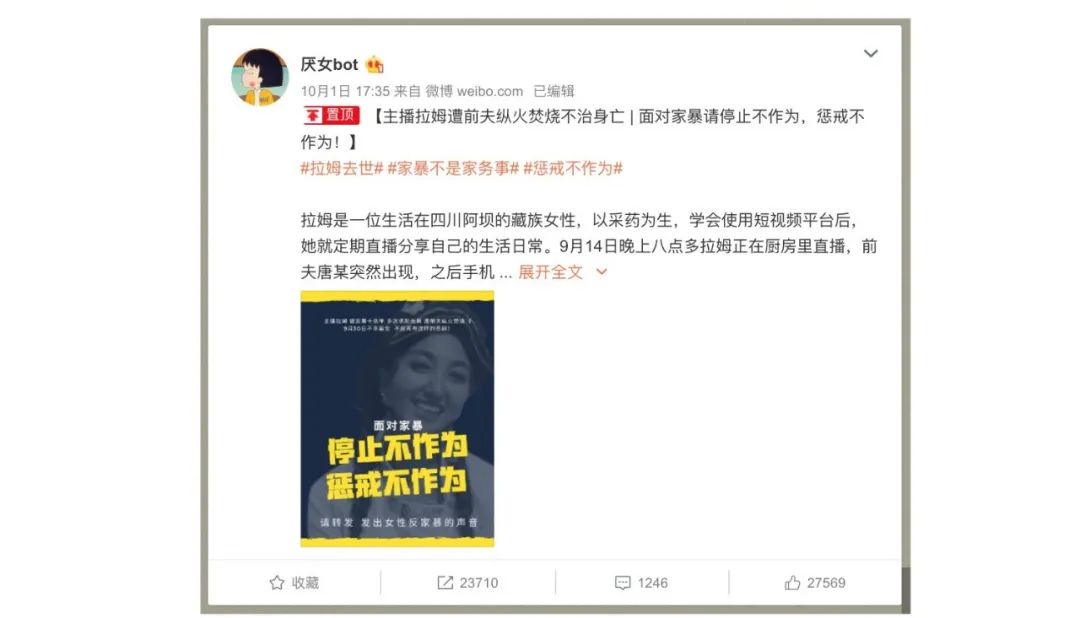 厌女bot
10月1日 17:35 来自 微博 weibo.com 已编辑
置顶 【主播拉姆遭前夫纵火焚烧不治身亡 | 面对家暴请停止不作为，惩戒不
作为！】
#拉姆去世# #家暴不是家务事# #惩戒不作为#
拉姆是一位生活在四川阿坝的藏族女性，以采药为生，学会使用短视频平台后，
她就定期直播分享自己的生活日常。9月14日晚上八点多拉姆正在厨房里直播，前
夫唐某突然出现，之后手机 ... 展开全文
面对家暴
停止不作为
惩戒不作为
请转发 发出女性反家暴的声音
收藏 23710 1246 27569